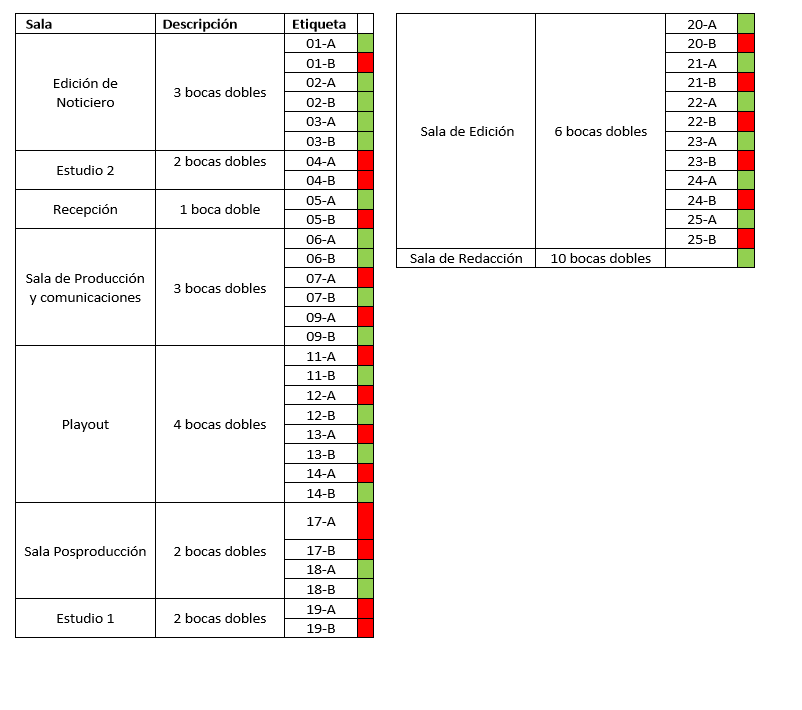 Sala Descripción Etiqueta
01-A
01-B
Edición de
Noticiero
3 bocas dobles
02-A
02-B
03-A
03-B
Estudio 2
2 bocas dobles
04-A
04-B
Recepción
1 boca doble
05-A
05-B
Sala de Producción
y comunicaciones
3 bocas dobles
06-A
06-B
07-A
07-B
09-A
09-B
Playout
4 bocas dobles
11-A
11-B
12-A
12-B
13-A
13-B
14-A
14-B
Sala Posproducción
2 bocas dobles
17-A
17-B
18-A
18-B
Estudio 1
2 bocas dobles
19-A
19-B
Sala de Edición
6 bocas dobles
20-A
20-B
21-A
21-B
22-A
22-B
23-A
23-B
24-A
24-B
25-A
25-B
Sala de Redacción 10 bocas dobles